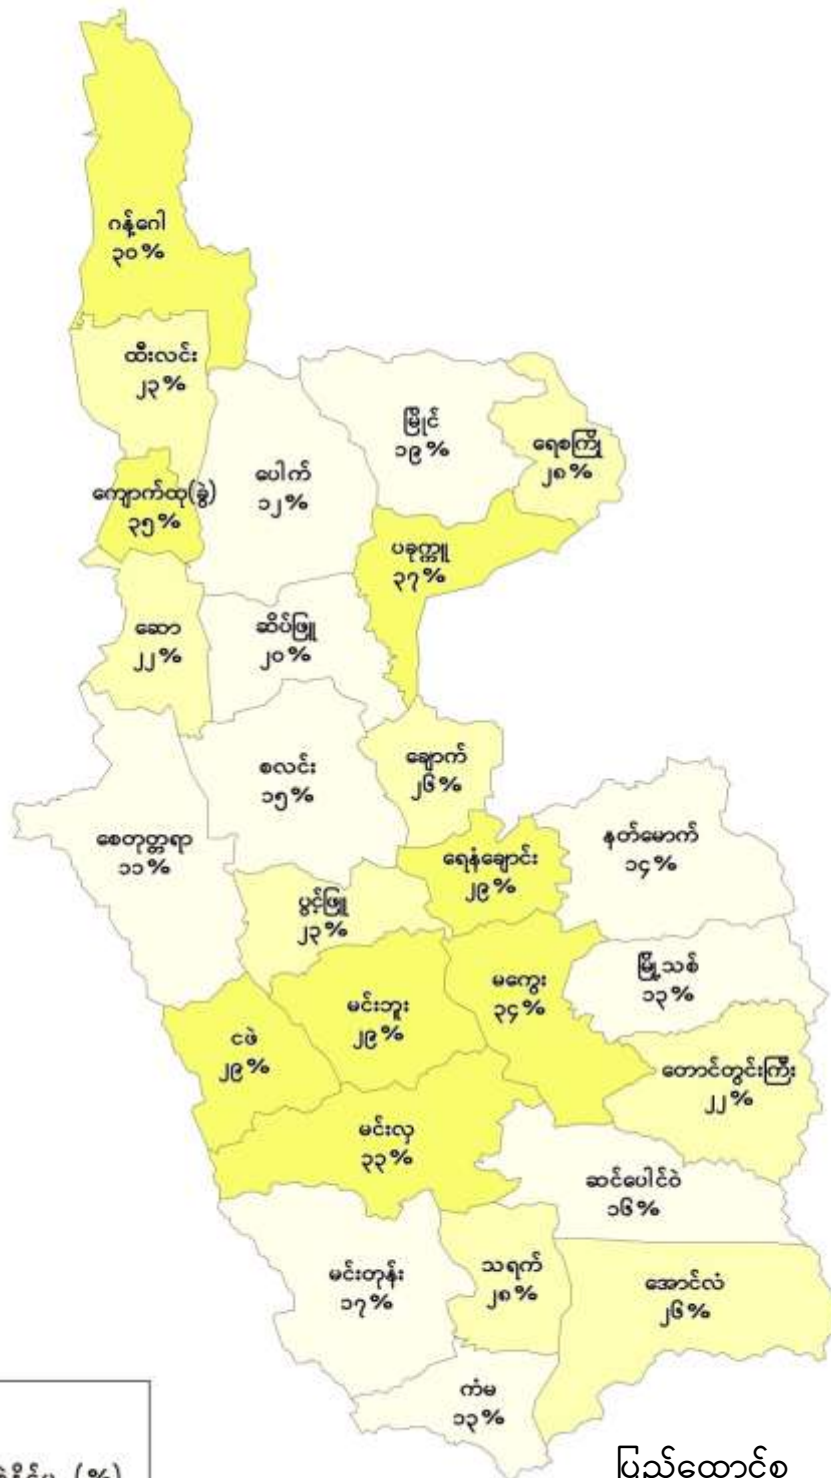 ဂန့်ဂေါ
၃၀%
ထီးလင်း
၂၃%
မြိုင်
၁၉%
ရေစကြို
၂၈%
ပေါက်
၁၂%
ကျောက်ထု(ခွဲ)
၃၅%
ပခုက္ကူ
၃၇%
ဆော
၂၂%
ဆိပ်ဖြူ
၂၀%
ချောက်
၂၆%
စလင်း
၁၅%
နတ်မောက်
၁၄%
စေတုတ္တရာ
၁၁%
ရေနံချောင်း
၂၉%
ပွင့်ဖြူ
၂၃%
မြို့သစ်
၁၃%
မကွေး
၃၄%
မင်းဘူး
၂၉%
ငဖဲ
၂၉%
တောင်တွင်းကြီး
၂၂%
မင်းလှ
၃၃%
ဆင်ပေါင်ဝဲ
၁၆%
သရက်
၂၈%
မင်းတုန်း
၁၇%
အောင်လံ
၂၆%
ကံမ
၁၃%
ပြည်ထောင်စု
(%)